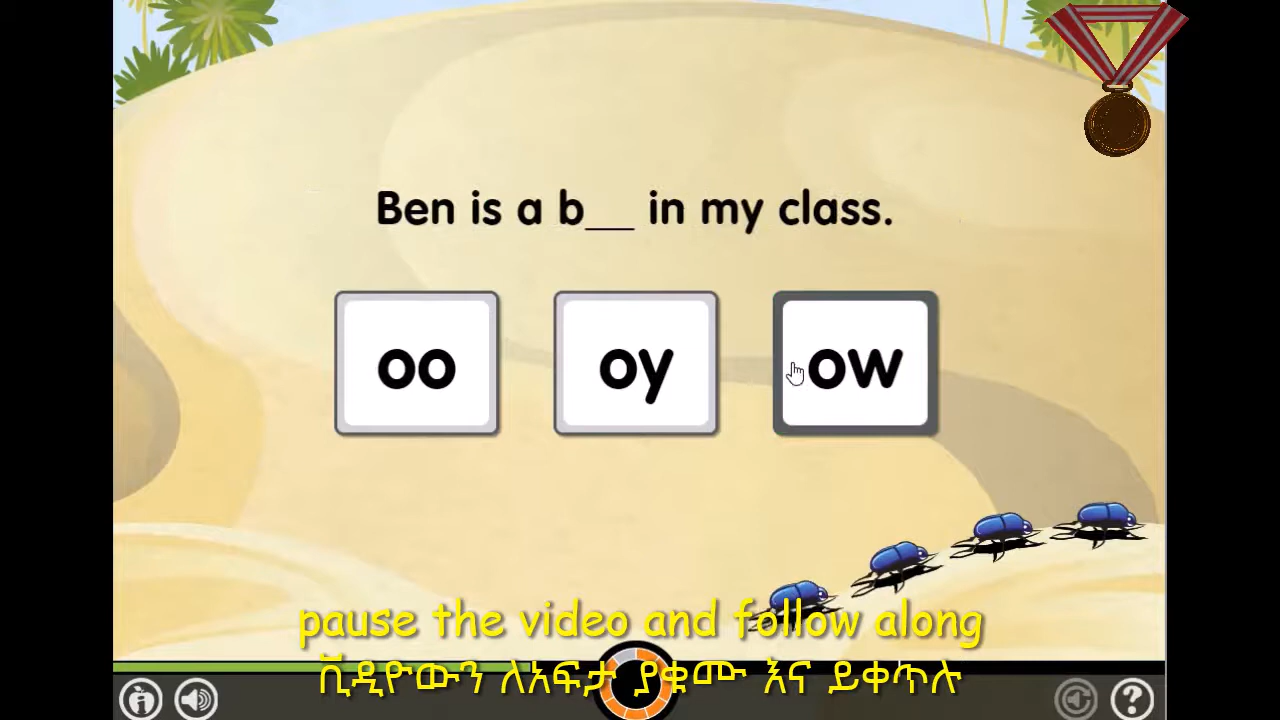 Ben is a b__ in my class.
oo oy ow
pause the video and follow along
ቪዲዮውን ለአፍታ ያቁሙ እና ይቀጥሉ